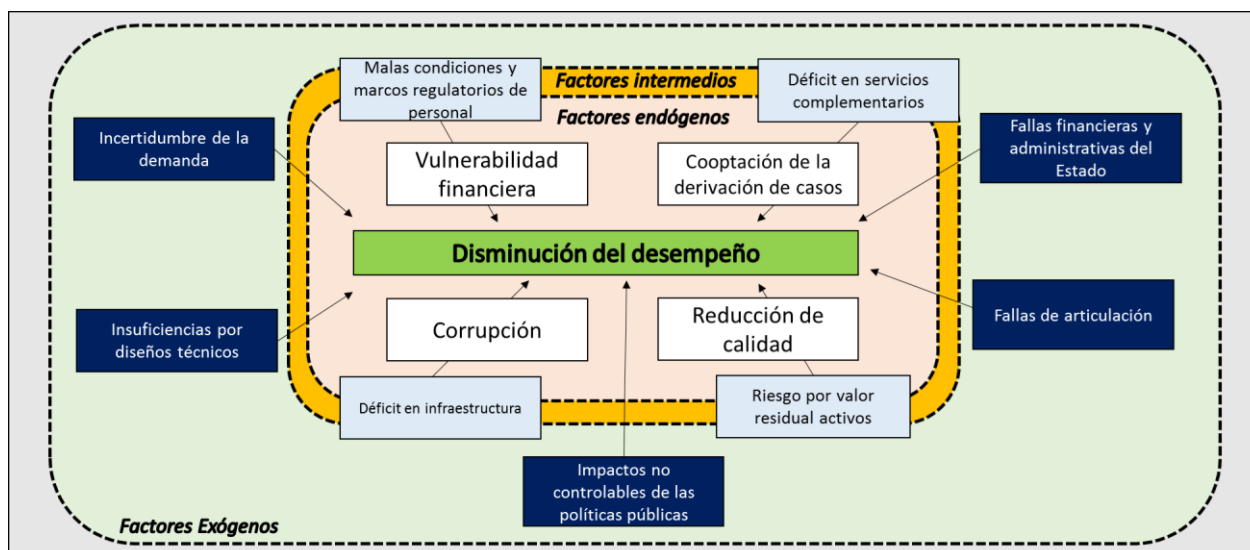 Malas condiciones y
marcos regulatorios de
personal
Factores intermedios
Déficit en servicios
complementarios
Factores endógenos
Incertidumbre de la
demanda
Vulnerabilidad
financiera
Cooptación de la
derivación de casos
Fallas financieras y
administrativas del
Estado
Disminución del desempeño
Insuficiencias por
diseños técnicos
Corrupción
Reducción de
calidad
Fallas de articulación
Déficit en infraestructura
Riesgo por valor
residual activos
Impactos no
controlables de las
políticas públicas
Factores Exógenos